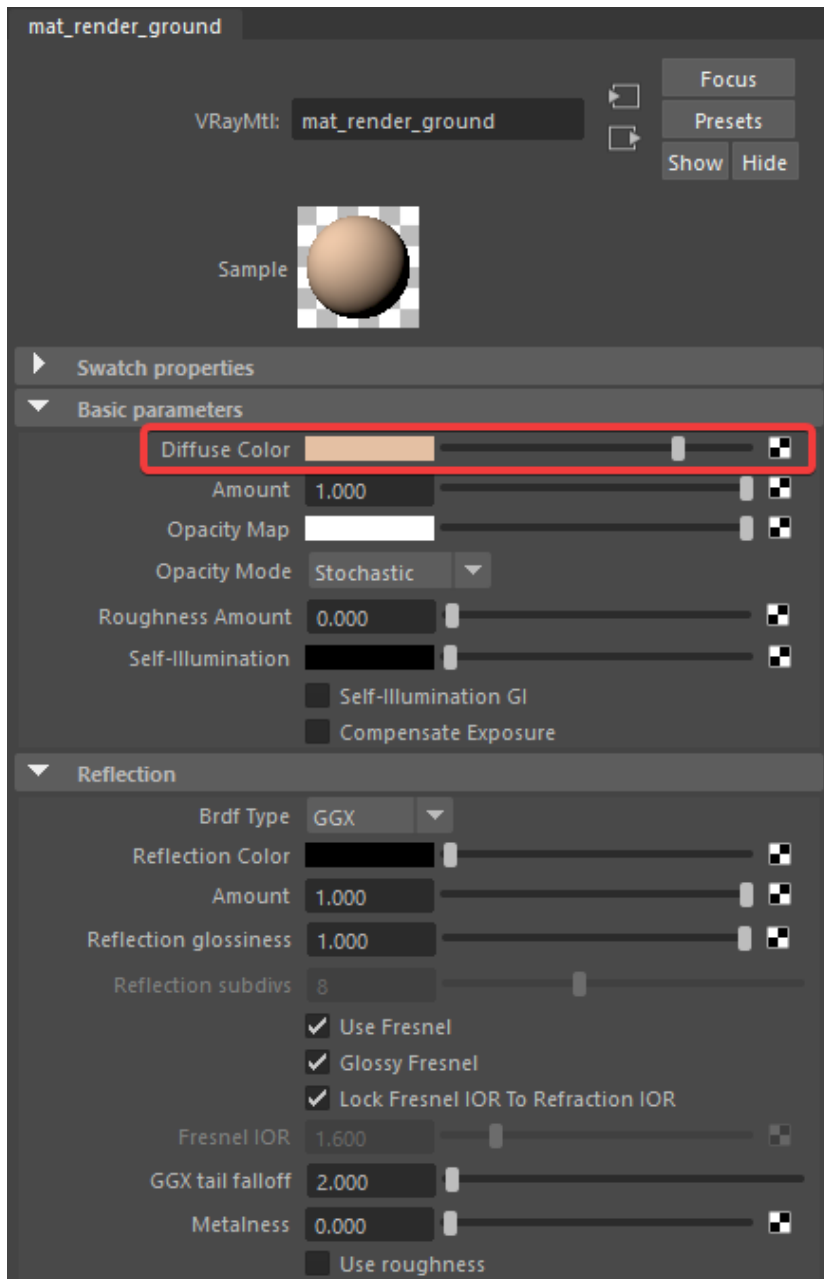 mat_render_ground
Focus
VRayMtl: mat_render_ground
Presets
Show Hide
Sample
Swatch properties
Basic parameters
Diffuse Color
Amount 1.000
Opacity Map
Opacity Mode Stochastic
Roughness Amount 0.000
Self-Illumination
Self-Illumination GI
Compensate Exposure
Reflection
Brdf Type GGX
Reflection Color
Amount 1.000
Reflection glossiness 1.000
Reflection subdivs 8
Use Fresnel
Glossy Fresnel
Lock Fresnel IOR To Refraction IOR
Fresnel IOR 1.600
GGX tail falloff 2.000
Metalness 0.000
Use roughness